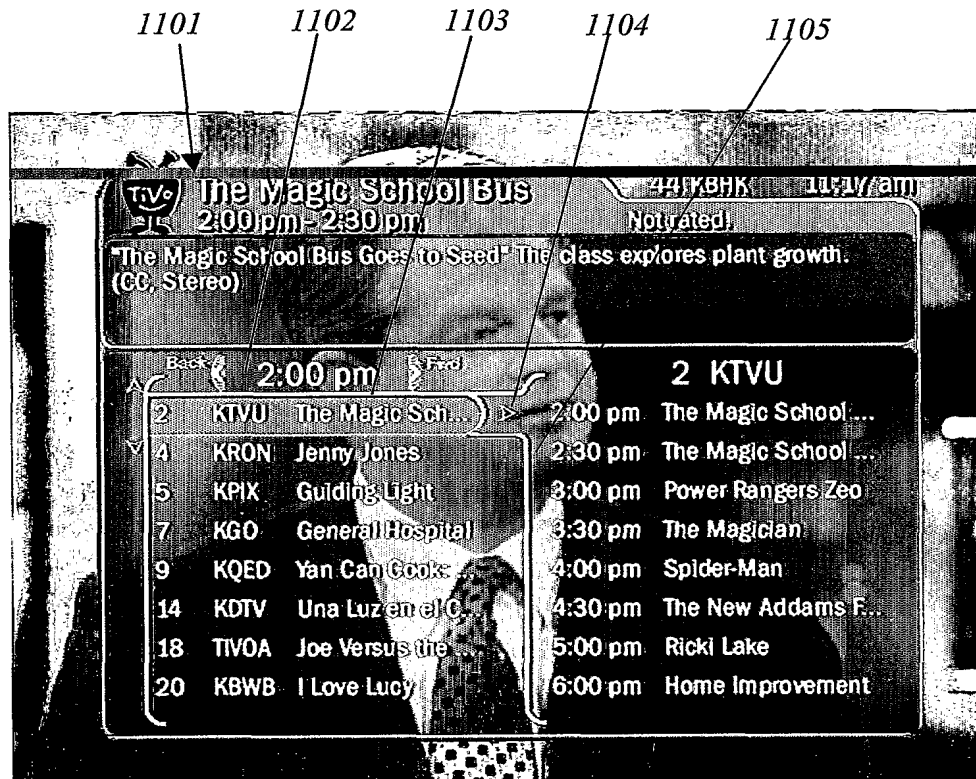 1101 1102 1103 1104 1105
TiVo The Magic School Bus 44 KBHK 11:17 am
2:00 pm - 2:30 pm Not rated
"The Magic School Bus Goes to Seed" The class explores plant growth.
(CC, Stereo)
Back 2:00 pm Fwd 2 KTVU
2 KTVU The Magic Sch... 2:00 pm The Magic School ...
4 KRON Jenny Jones 2:30 pm The Magic School ...
5 KPIX Guiding Light 3:00 pm Power Rangers Zeo
7 KGO General Hospital 3:30 pm The Magician
9 KQED Yan Can Cook: ... 4:00 pm Spider-Man
14 KDTV Una Luz en el C... 4:30 pm The New Addams F...
18 TIVOA Joe Versus the ... 5:00 pm Ricki Lake
20 KBWB I Love Lucy 6:00 pm Home Improvement